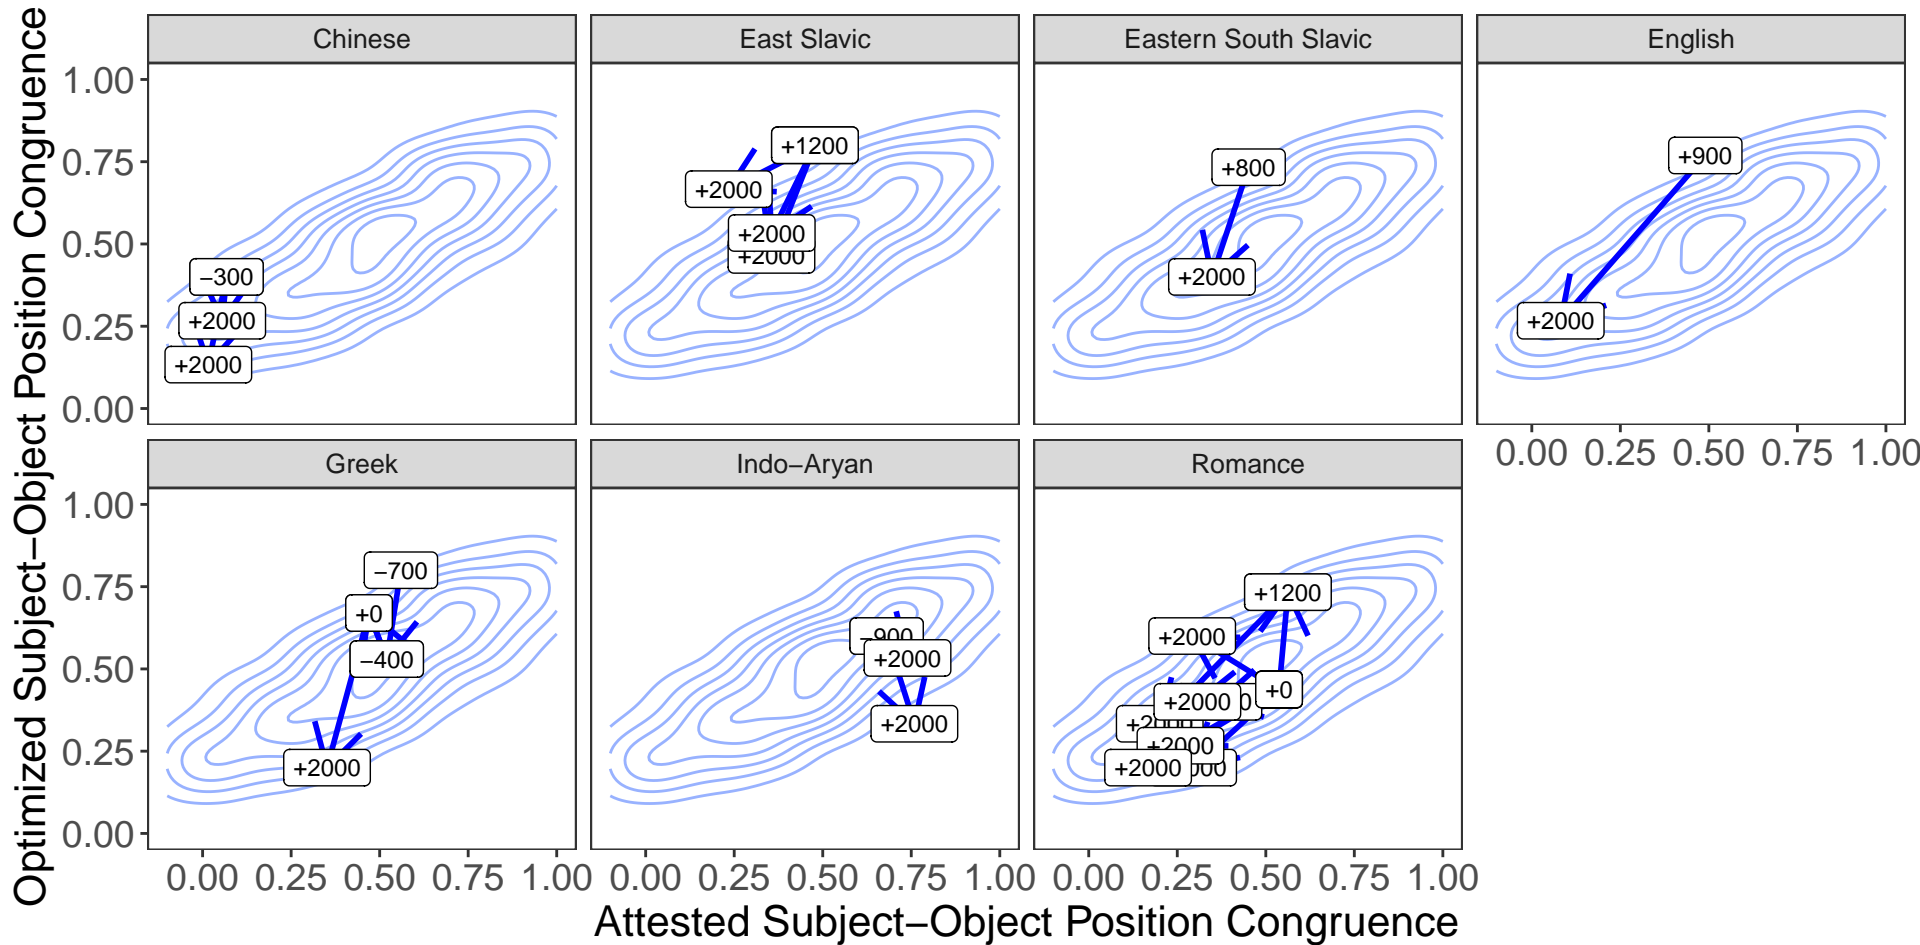 Optimized Subject−Object Position Congruence
Chinese
East Slavic
Eastern South Slavic
English
1.00
0.75
0.50
0.25
0.00
−300
+2000
+2000
+1200
+2000
+2000
+2000
+800
+2000
+900
+2000
0.00 0.25 0.50 0.75 1.00
Greek
Indo−Aryan
Romance
1.00
0.75
0.50
0.25
0.00
−700
+0
−400
+2000
−900
+2000
+2000
+1200
+2000
+0
+2000
+2000
+2000
+2000
0.00 0.25 0.50 0.75 1.00
0.00 0.25 0.50 0.75 1.00
0.00 0.25 0.50 0.75 1.00
Attested Subject−Object Position Congruence